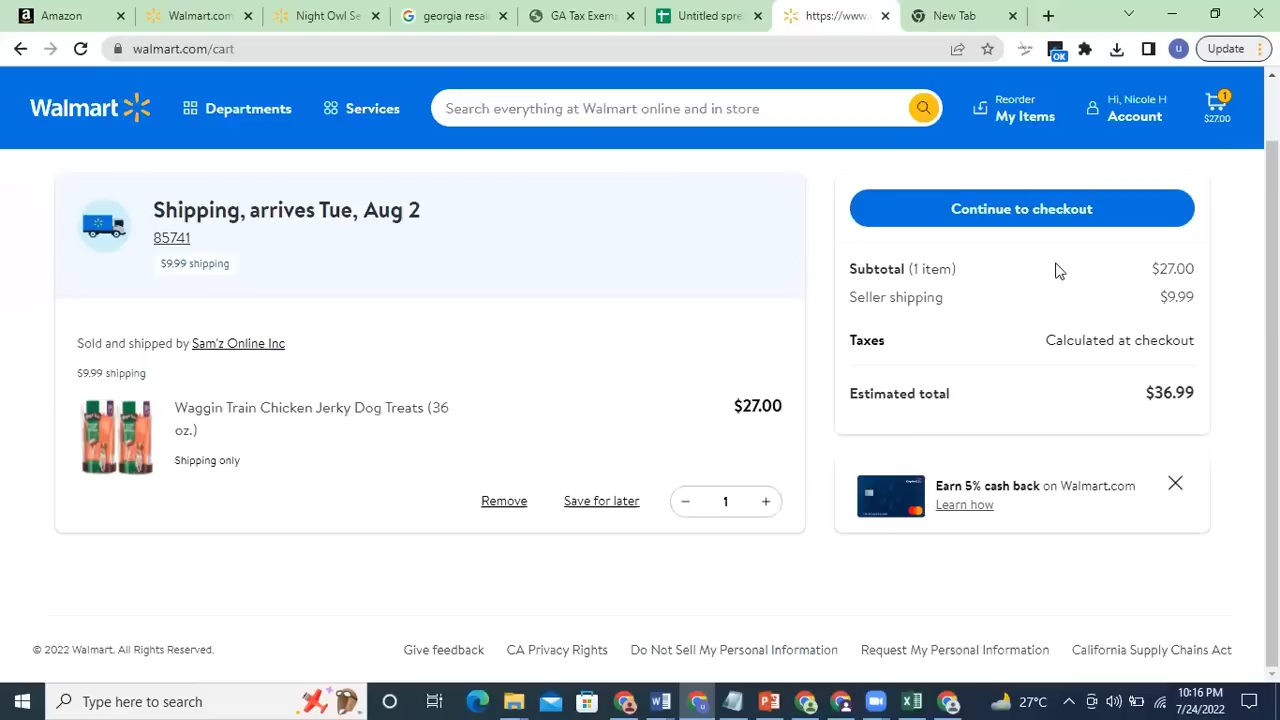 Amazon
Walmart.com
Night Owl Se
georgia resal
GA Tax Exem
Untitled spre
https://www.
New Tab
walmart.com/cart
OK
u
Update
Walmart
Departments
Services
Search everything at Walmart online and in store
Reorder
My Items
Hi, Nicole H
Account
1
$27.00
Shipping, arrives Tue, Aug 2
85741
$9.99 shipping
Sold and shipped by Sam'z Online Inc
$9.99 shipping
Waggin Train Chicken Jerky Dog Treats (36
oz.)
$27.00
Shipping only
Remove
Save for later
− 1 +
Continue to checkout
Subtotal (1 item) $27.00
Seller shipping $9.99
Taxes Calculated at checkout
Estimated total $36.99
Earn 5% cash back on Walmart.com
Learn how
© 2022 Walmart. All Rights Reserved.
Give feedback
CA Privacy Rights
Do Not Sell My Personal Information
Request My Personal Information
California Supply Chains Act
Type here to search
27°C
10:16 PM
7/24/2022